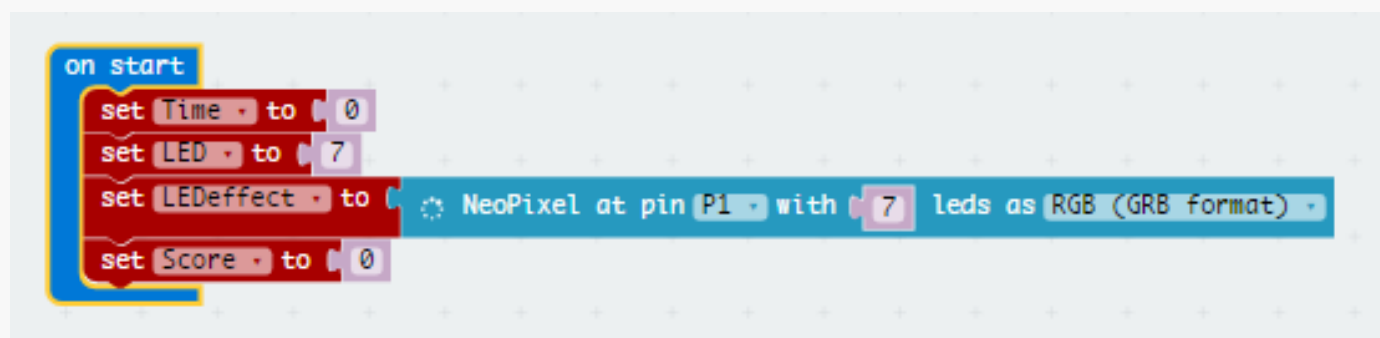 on start
set Time to 0
set LED to 7
set LEDeffect to NeoPixel at pin P1 with 7 leds as RGB (GRB format)
set Score to 0